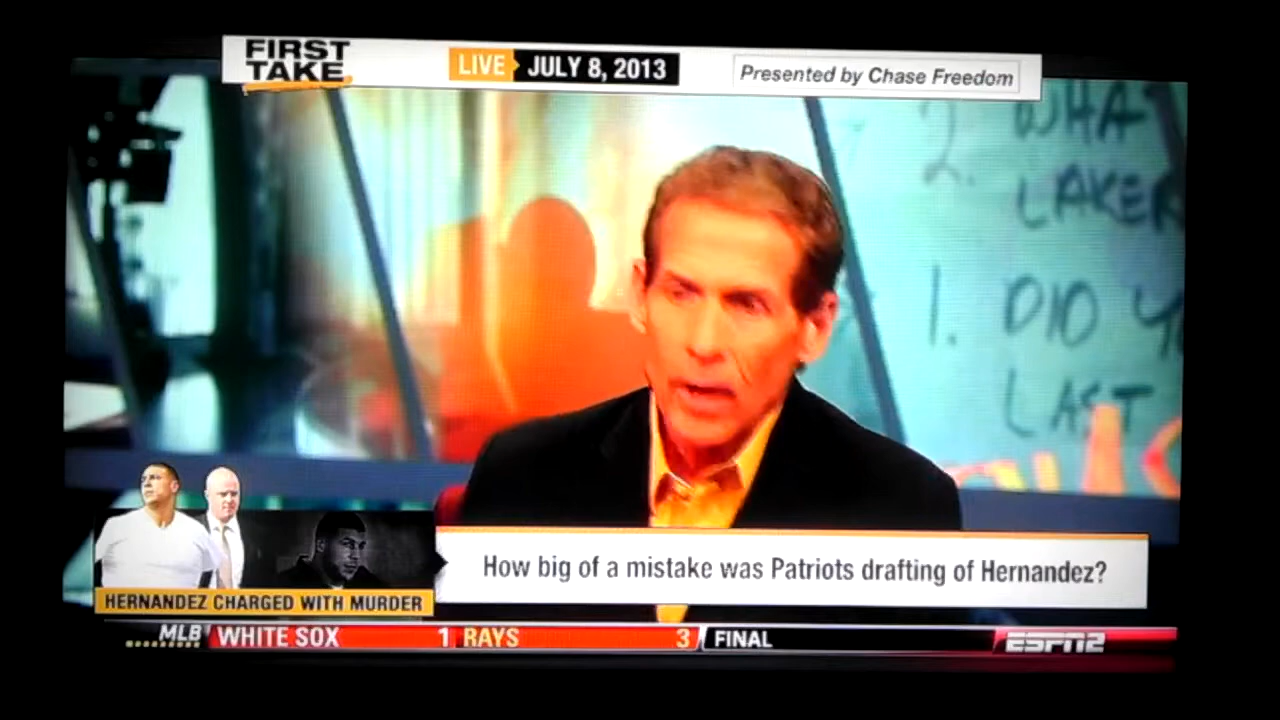 FIRST
TAKE
LIVE JULY 8, 2013
Presented by Chase Freedom
2. WHA
LAKER
1. DID Y
LAST
How big of a mistake was Patriots drafting of Hernandez?
HERNANDEZ CHARGED WITH MURDER
MLB WHITE SOX 1 RAYS 3 FINAL ESPN2